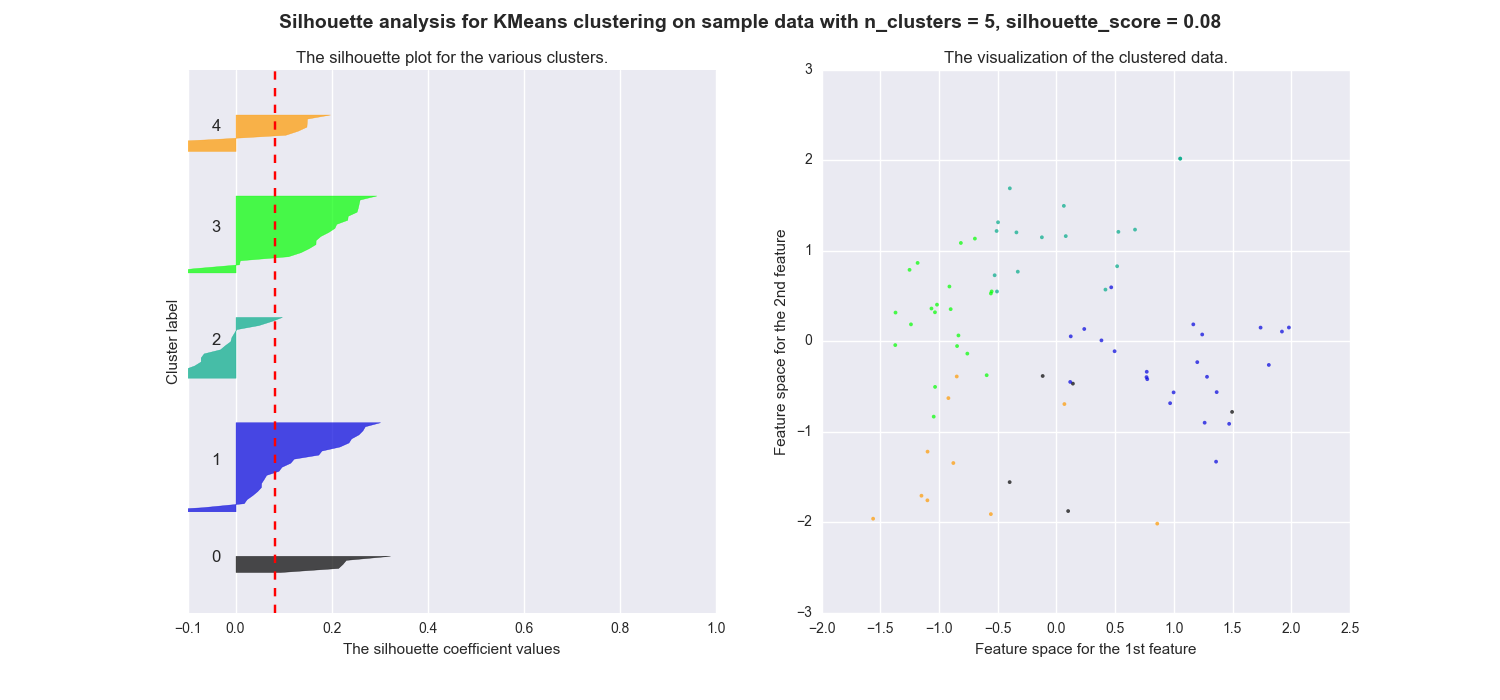 Silhouette analysis for KMeans clustering on sample data with n_clusters = 5, silhouette_score = 0.08
The silhouette plot for the various clusters.
4
3
2
1
0
Cluster label
−0.1 0.0 0.2 0.4 0.6 0.8 1.0
The silhouette coefficient values
The visualization of the clustered data.
3
2
1
0
−1
−2
−3
Feature space for the 2nd feature
−2.0 −1.5 −1.0 −0.5 0.0 0.5 1.0 1.5 2.0 2.5
Feature space for the 1st feature